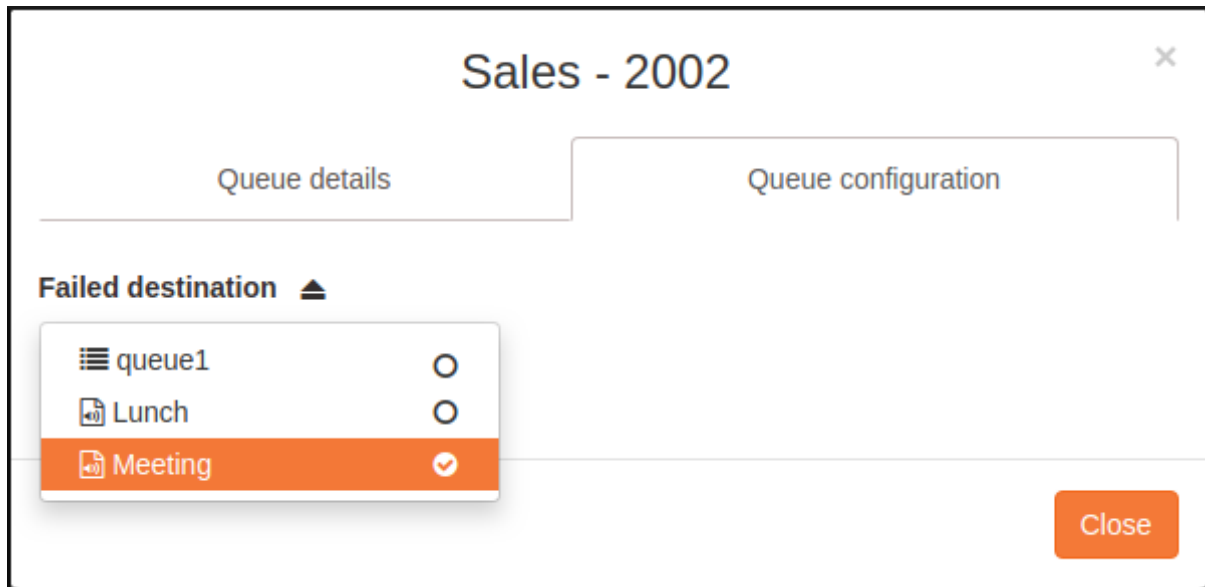 Sales - 2002
×
Queue details
Queue configuration
Failed destination
queue1
Lunch
Meeting
Close